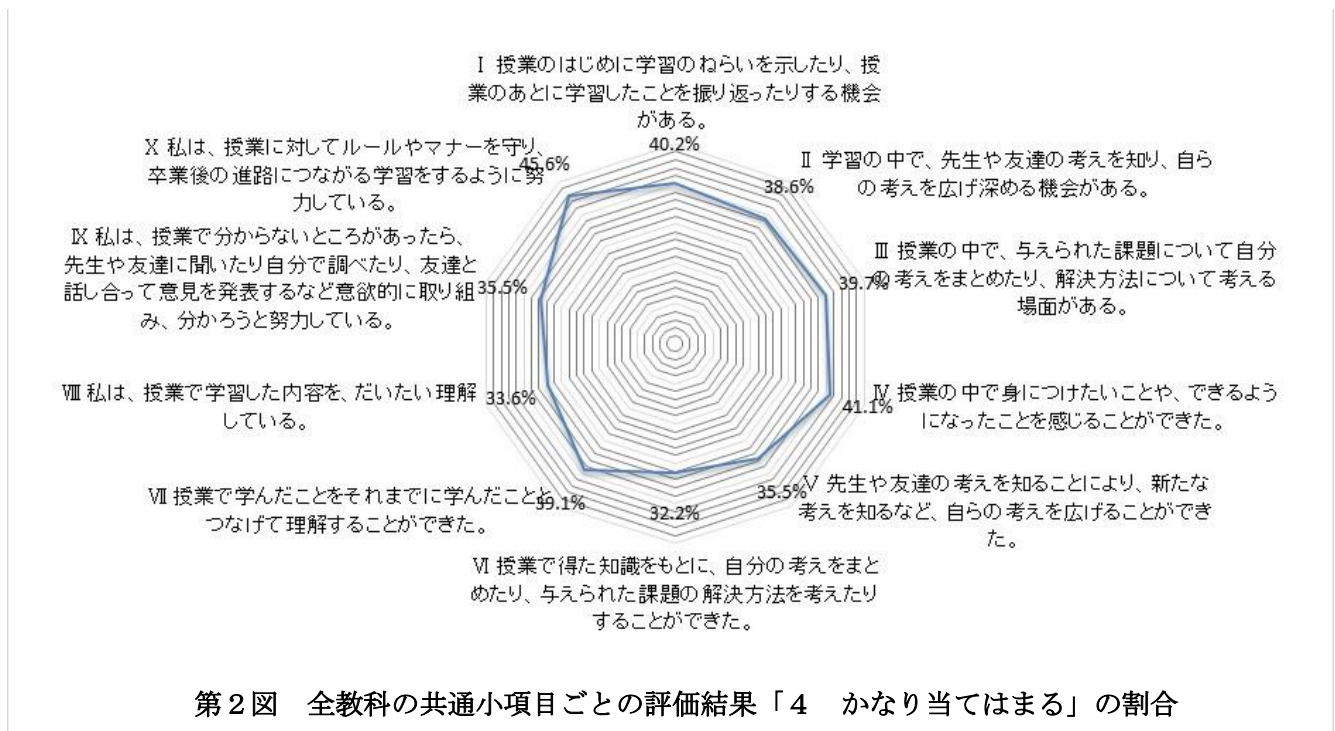 Ⅰ 授業のはじめに学習のねらいを示したり、授
業のあとに学習したことを振り返ったりする機会
がある。
40.2%
Ⅱ 学習の中で、先生や友達の考えを知り、自ら
の考えを広げ深める機会がある。
38.6%
Ⅲ 授業の中で、与えられた課題について自分
の考えをまとめたり、解決方法について考える
場面がある。
39.7%
Ⅳ 授業の中で身につけたいことや、できるよう
になったことを感じることができた。
41.1%
Ⅴ 先生や友達の考えを知ることにより、新たな
考えを知るなど、自らの考えを広げることができ
た。
35.5%
Ⅵ 授業で得た知識をもとに、自分の考えをまと
めたり、与えられた課題の解決方法を考えたり
することができた。
32.2%
Ⅶ 授業で学んだことをそれまでに学んだことと
つなげて理解することができた。
39.1%
Ⅷ 私は、授業で学習した内容を、だいたい理解
している。
33.6%
Ⅸ 私は、授業で分からないところがあったら、
先生や友達に聞いたり自分で調べたり、友達と
話し合って意見を発表するなど意欲的に取り組
み、分かろうと努力している。
35.5%
Ⅹ 私は、授業に対してルールやマナーを守り、
卒業後の進路につながる学習をするように努
力している。
45.6%
第２図　全教科の共通小項目ごとの評価結果「４　かなり当てはまる」の割合